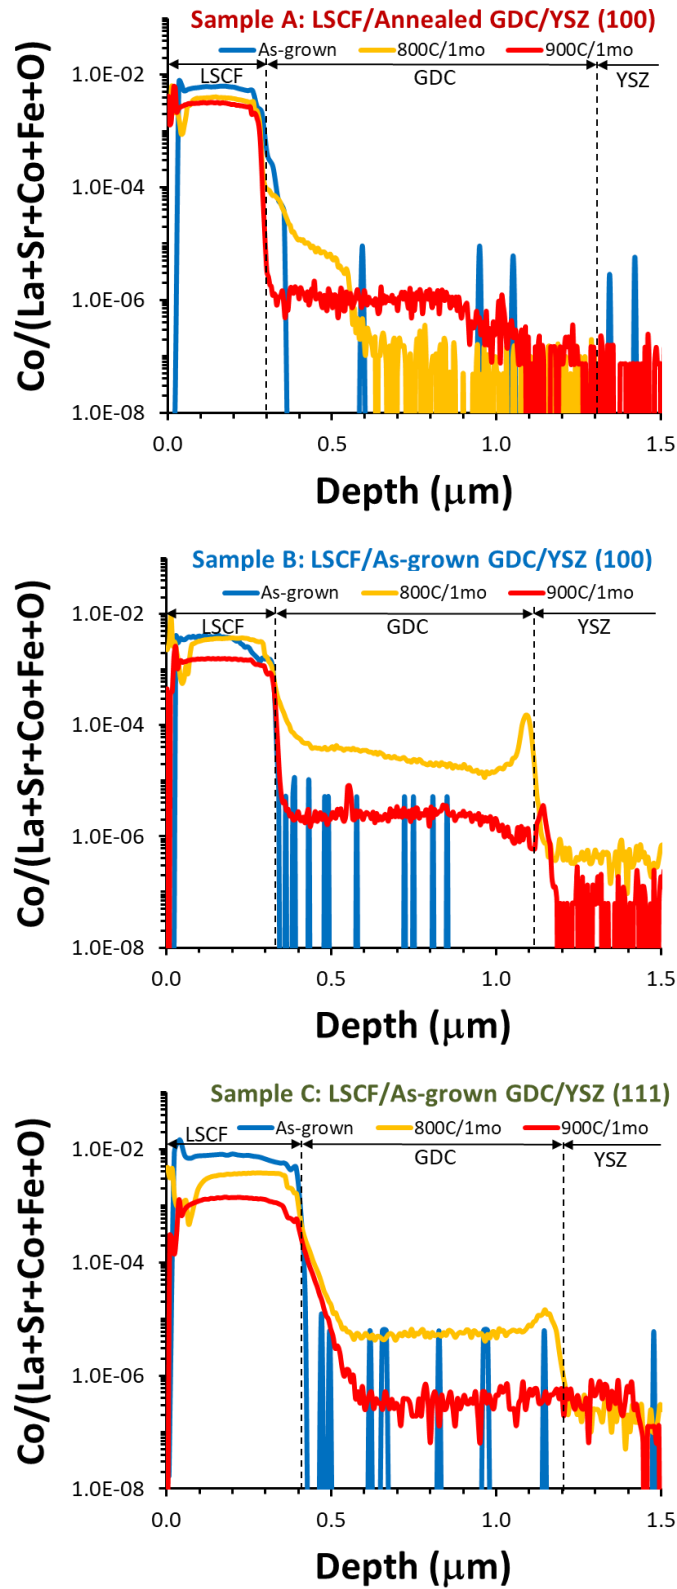 Sample A: LSCF/Annealed GDC/YSZ (100)
As-grown 800C/1mo 900C/1mo
LSCF GDC YSZ
Co/(La+Sr+Co+Fe+O)
1.0E-02
1.0E-04
1.0E-06
1.0E-08
0.0 0.5 1.0 1.5
Depth (μm)
Sample B: LSCF/As-grown GDC/YSZ (100)
As-grown 800C/1mo 900C/1mo
LSCF GDC YSZ
Co/(La+Sr+Co+Fe+O)
1.0E-02
1.0E-04
1.0E-06
1.0E-08
0.0 0.5 1.0 1.5
Depth (μm)
Sample C: LSCF/As-grown GDC/YSZ (111)
As-grown 800C/1mo 900C/1mo
LSCF GDC YSZ
Co/(La+Sr+Co+Fe+O)
1.0E-02
1.0E-04
1.0E-06
1.0E-08
0.0 0.5 1.0 1.5
Depth (μm)